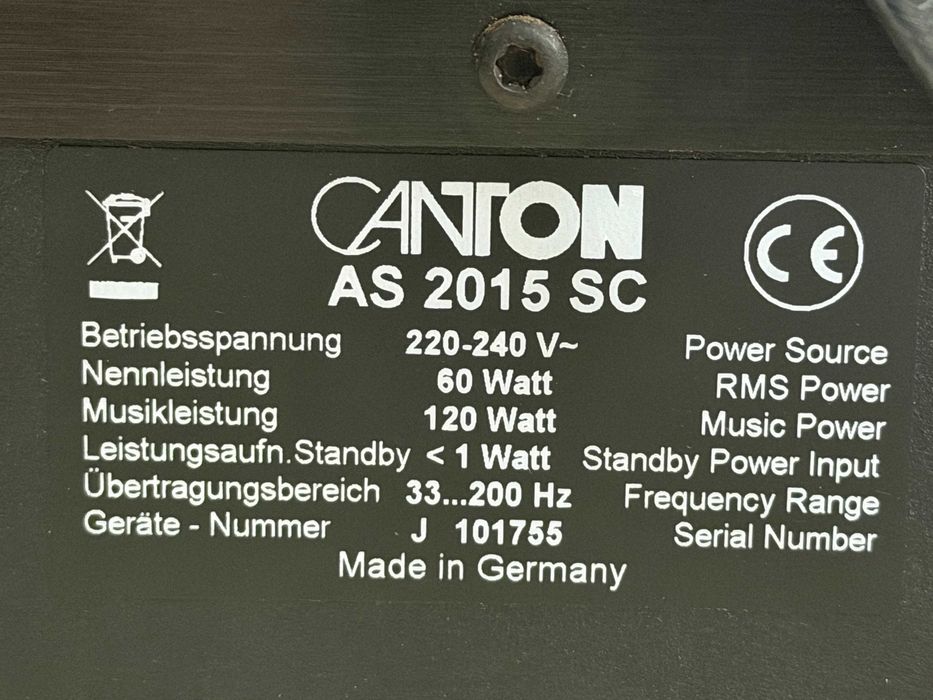 CANTON
AS 2015 SC
CE
Betriebsspannung 220-240 V~ Power Source
Nennleistung 60 Watt RMS Power
Musikleistung 120 Watt Music Power
Leistungsaufn.Standby < 1 Watt Standby Power Input
Übertragungsbereich 33...200 Hz Frequency Range
Geräte - Nummer J 101755 Serial Number
Made in Germany